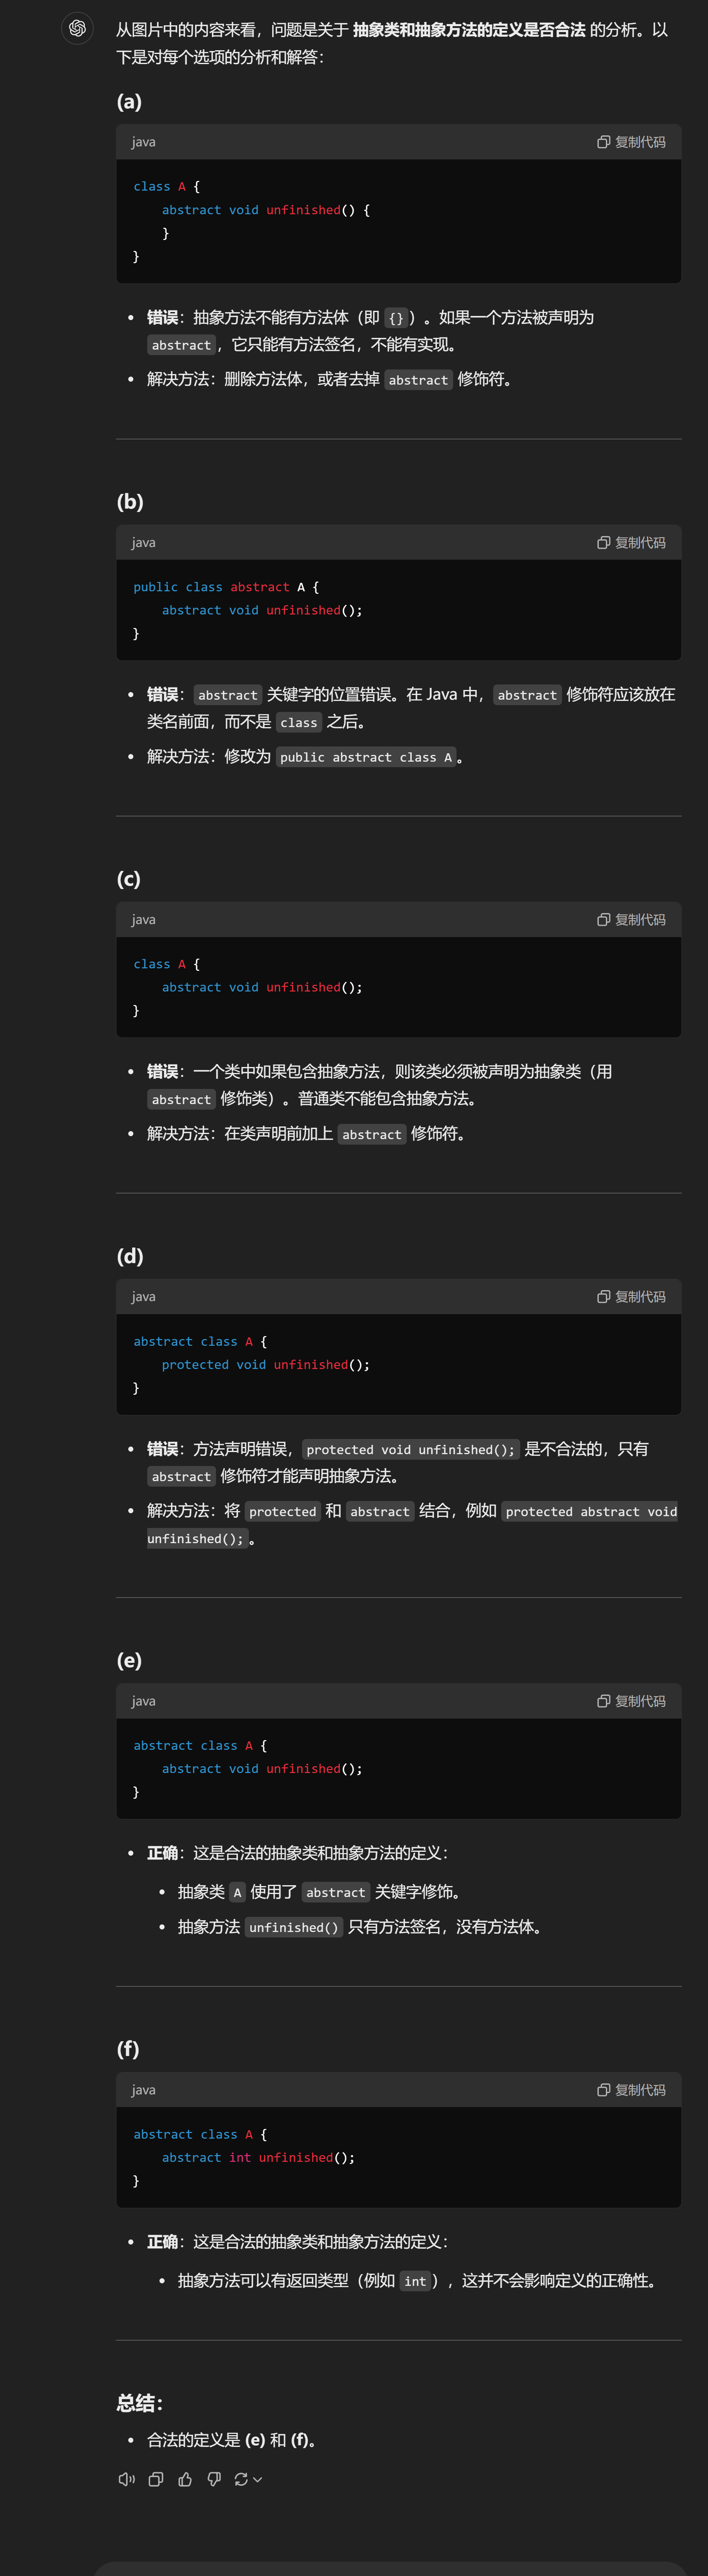 从图片中的内容来看，问题是关于 抽象类和抽象方法的定义是否合法 的分析。以
下是对每个选项的分析和解答：
(a)
java 复制代码
class A {
    abstract void unfinished() {
    }
}
• 错误：抽象方法不能有方法体（即 {}）。如果一个方法被声明为
abstract，它只能有方法签名，不能有实现。
• 解决方法：删除方法体，或者去掉 abstract 修饰符。
(b)
java 复制代码
public class abstract A {
    abstract void unfinished();
}
• 错误：abstract 关键字的位置错误。在 Java 中，abstract 修饰符应该放在
类名前面，而不是 class 之后。
• 解决方法：修改为 public abstract class A。
(c)
java 复制代码
class A {
    abstract void unfinished();
}
• 错误：一个类中如果包含抽象方法，则该类必须被声明为抽象类（用
abstract 修饰类）。普通类不能包含抽象方法。
• 解决方法：在类声明前加上 abstract 修饰符。
(d)
java 复制代码
abstract class A {
    protected void unfinished();
}
• 错误：方法声明错误，protected void unfinished(); 是不合法的，只有
abstract 修饰符才能声明抽象方法。
• 解决方法：将 protected 和 abstract 结合，例如 protected abstract void
unfinished();。
(e)
java 复制代码
abstract class A {
    abstract void unfinished();
}
• 正确：这是合法的抽象类和抽象方法的定义：
• 抽象类 A 使用了 abstract 关键字修饰。
• 抽象方法 unfinished() 只有方法签名，没有方法体。
(f)
java 复制代码
abstract class A {
    abstract int unfinished();
}
• 正确：这是合法的抽象类和抽象方法的定义：
• 抽象方法可以有返回类型（例如 int），这并不会影响定义的正确性。
总结：
• 合法的定义是 (e) 和 (f)。